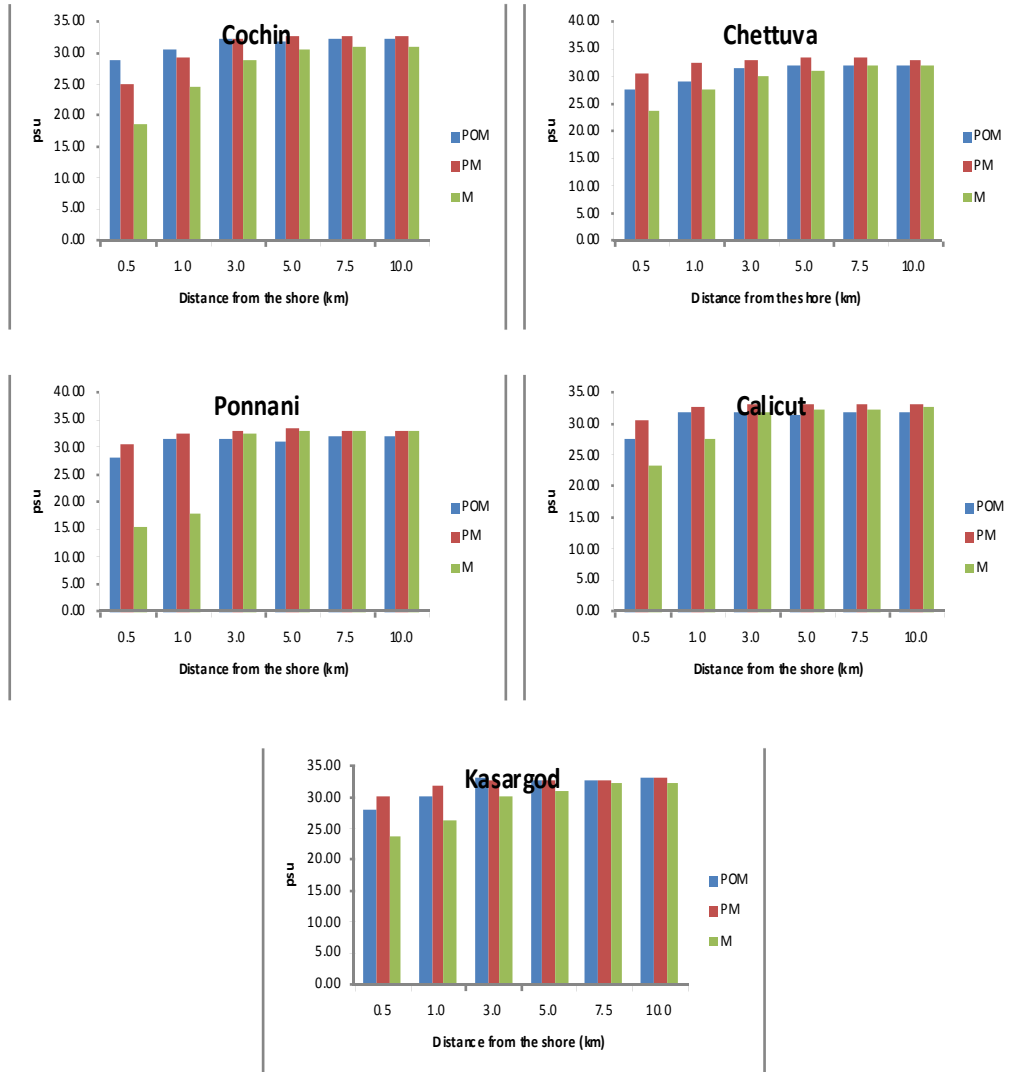 Cochin
35.00
30.00
25.00
20.00
15.00
10.00
5.00
0.00
psu
0.5 1.0 3.0 5.0 7.5 10.0
Distance from the shore (km)
POM
PM
M
Chettuva
40.00
35.00
30.00
25.00
20.00
15.00
10.00
5.00
0.00
psu
0.5 1.0 3.0 5.0 7.5 10.0
Distance from thes hore (km)
POM
PM
M
Ponnani
40.00
35.00
30.00
25.00
20.00
15.00
10.00
5.00
0.00
psu
0.5 1.0 3.0 5.0 7.5 10.0
Distance from the shore (km)
POM
PM
M
Calicut
35.00
30.00
25.00
20.00
15.00
10.00
5.00
0.00
psu
0.5 1.0 3.0 5.0 7.5 10.0
Distance from the shore (km)
POM
PM
M
Kasargod
35.00
30.00
25.00
20.00
15.00
10.00
5.00
0.00
psu
0.5 1.0 3.0 5.0 7.5 10.0
Distance from the shore (km)
POM
PM
M